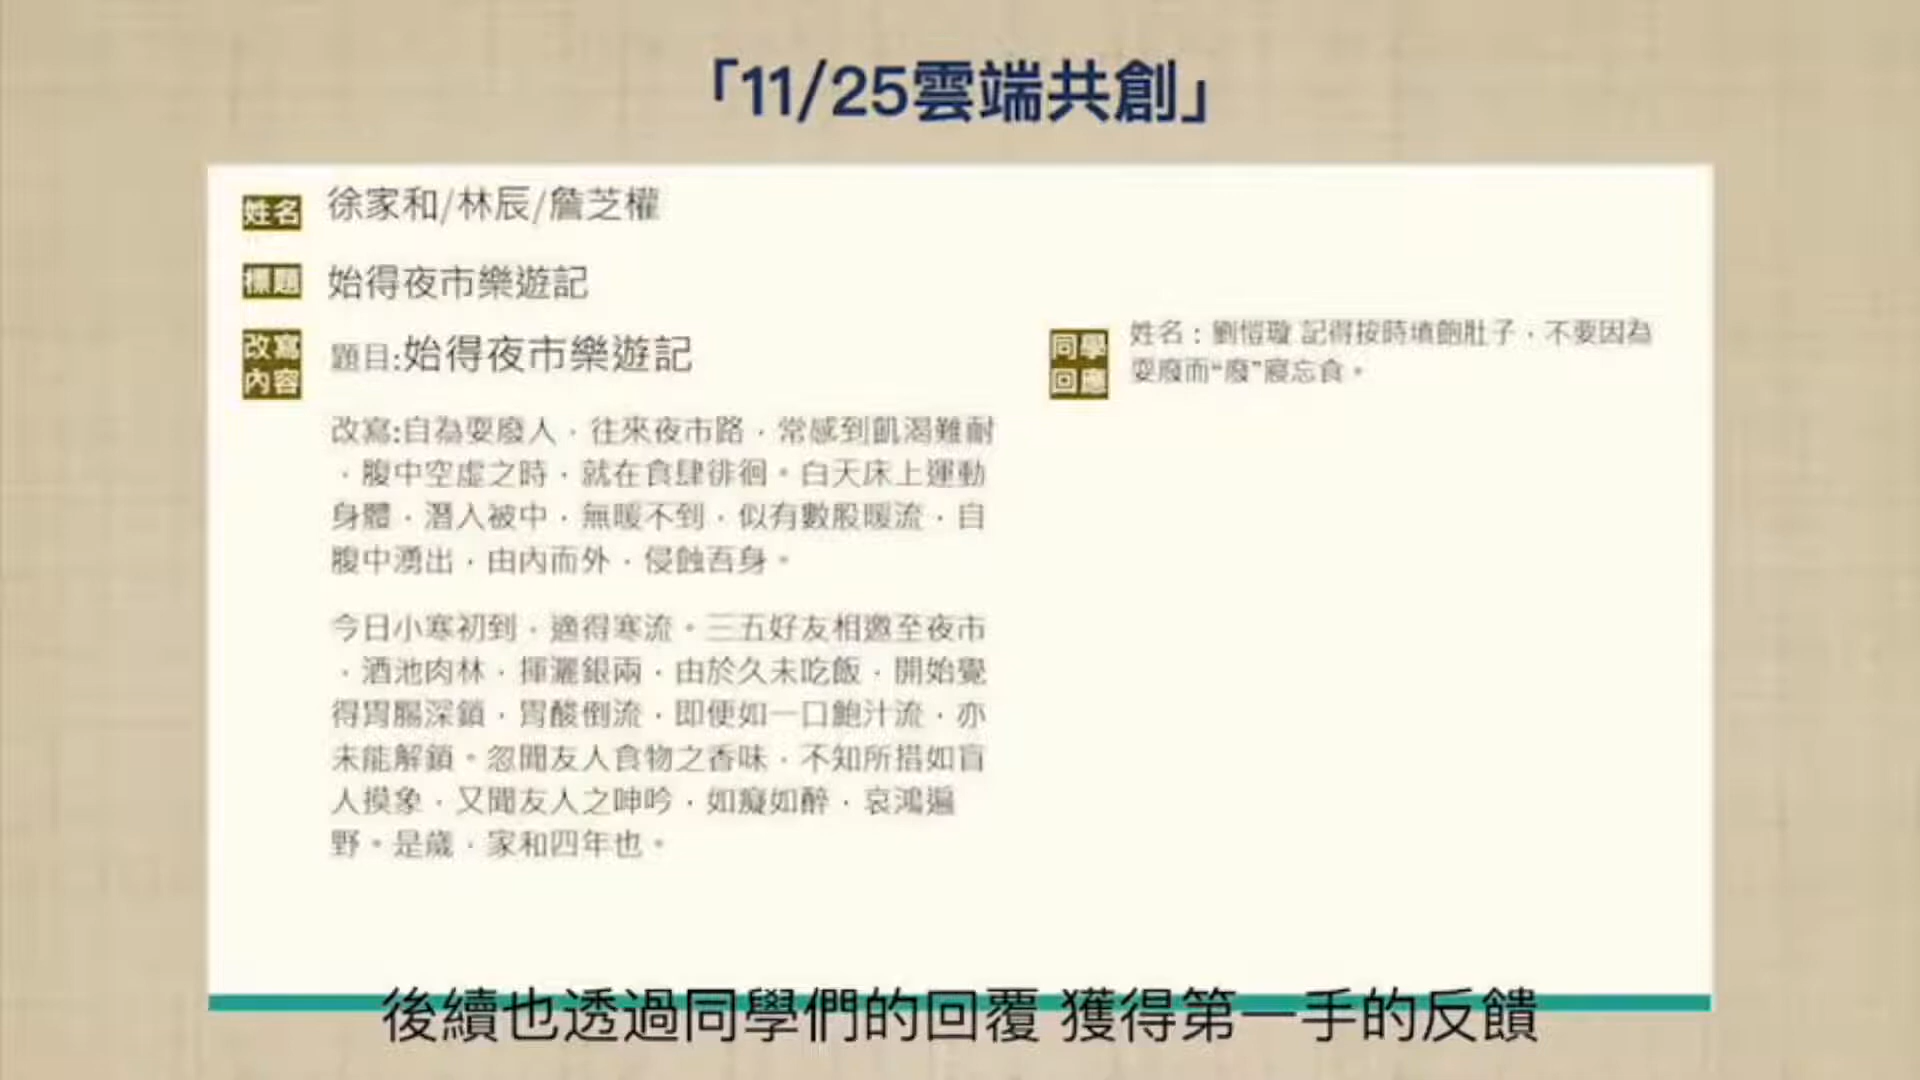 「11/25雲端共創」
姓名 徐家和/林辰/詹芝權
標題 始得夜市樂遊記
改寫
內容
題目:始得夜市樂遊記
改寫:自為耍廢人，往來夜市路，常感到飢渴難耐
，腹中空虛之時，就在食肆徘徊。白天床上運動
身體，潛入被中，無暖不到，似有數股暖流，自
腹中湧出，由內而外，侵蝕吾身。
今日小寒初到，適得寒流。三五好友相邀至夜市
，酒池肉林，揮灑銀兩，由於久未吃飯，開始覺
得胃腸深鎖，胃酸倒流，即便如一口鮑汁流，亦
未能解鎖。忽聞友人食物之香味，不知所措如盲
人摸象，又聞友人之呻吟，如癡如醉，哀鴻遍
野。是歲，家和四年也。
同學
回應
姓名：劉愷璇 記得按時填飽肚子，不要因為
耍廢而“廢”寢忘食。
後續也透過同學們的回覆 獲得第一手的反饋